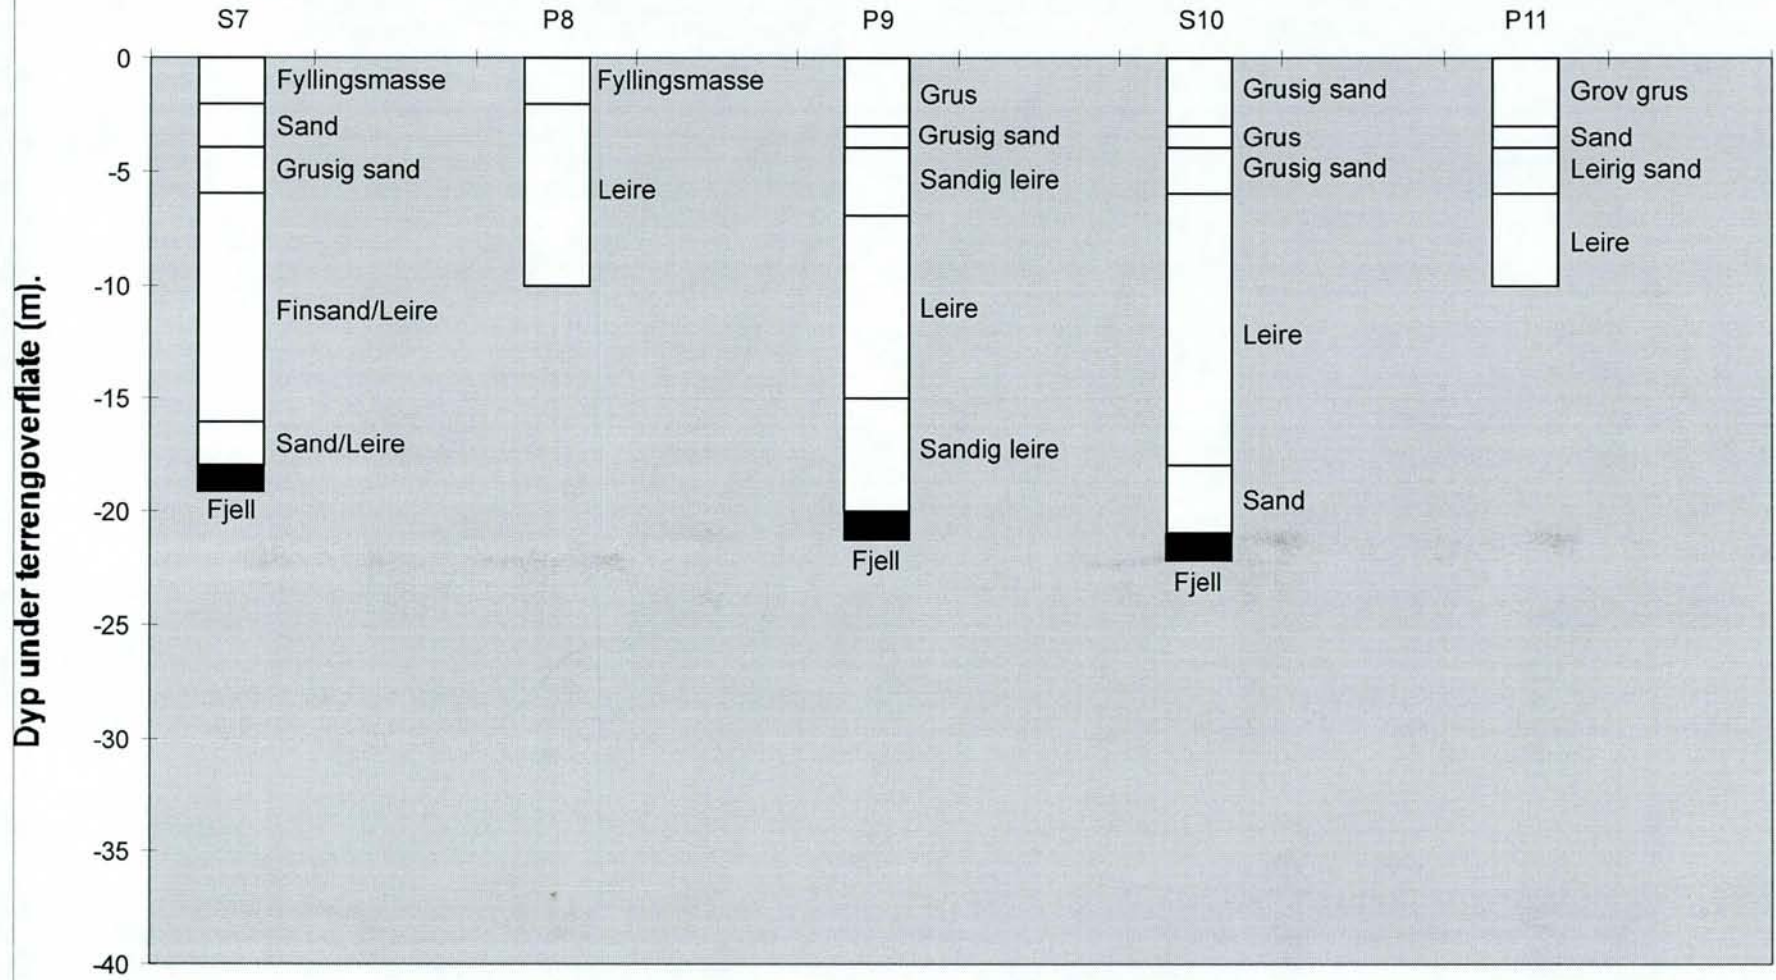 S7 P8 P9 S10 P11
0
Fyllingsmasse Fyllingsmasse Grus Grusig sand Grov grus
Sand Grusig sand Grus Sand
-5
Grusig sand Leire Sandig leire Grusig sand Leirig sand
Leire
-10
Finsand/Leire Leire Leire
-15
Sand/Leire Sandig leire Sand
-20
Fjell Fjell Fjell
-25
-30
-35
-40
Dyp under terrengoverflate (m).